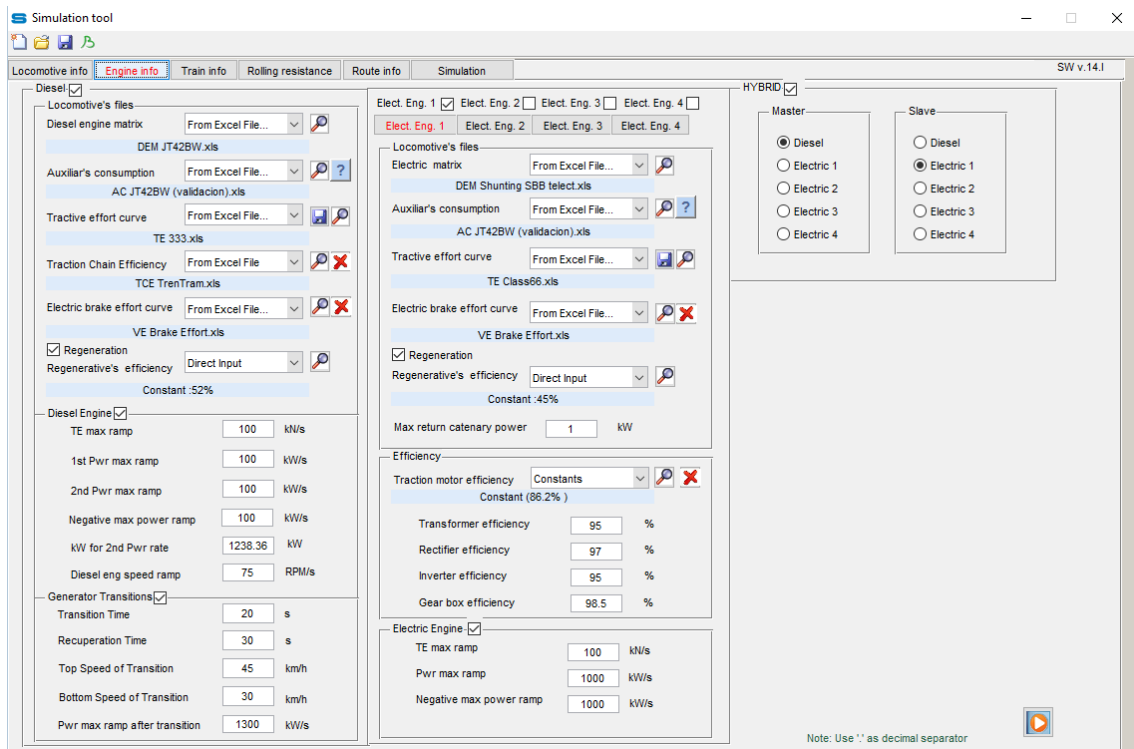 Simulation tool
Locomotive info Engine info Train info Rolling resistance Route info Simulation SW v.14.I
Diesel
Locomotive's files
Diesel engine matrix From Excel File...
DEM JT42BW.xls
Auxiliar's consumption From Excel File... ?
AC JT42BW (validacion).xls
Tractive effort curve From Excel File...
TE 333.xls
Traction Chain Efficiency From Excel File
TCE TrenTram.xls
Electric brake effort curve From Excel File...
VE Brake Effort.xls
Regeneration
Regenerative's efficiency Direct Input
Constant :52%
Diesel Engine
TE max ramp 100 kN/s
1st Pwr max ramp 100 kW/s
2nd Pwr max ramp 100 kW/s
Negative max power ramp 100 kW/s
kW for 2nd Pwr rate 1238.36 kW
Diesel eng speed ramp 75 RPM/s
Generator Transitions
Transition Time 20 s
Recuperation Time 30 s
Top Speed of Transition 45 km/h
Bottom Speed of Transition 30 km/h
Pwr max ramp after transition 1300 kW/s
Elect. Eng. 1 Elect. Eng. 2 Elect. Eng. 3 Elect. Eng. 4
Elect. Eng. 1 Elect. Eng. 2 Elect. Eng. 3 Elect. Eng. 4
Locomotive's files
Electric matrix From Excel File...
DEM Shunting SBB telect.xls
Auxiliar's consumption From Excel File... ?
AC JT42BW (validacion).xls
Tractive effort curve From Excel File...
TE Class66.xls
Electric brake effort curve From Excel File...
VE Brake Effort.xls
Regeneration
Regenerative's efficiency Direct Input
Constant :45%
Max return catenary power 1 kW
Efficiency
Traction motor efficiency Constants
Constant (86.2% )
Transformer efficiency 95 %
Rectifier efficiency 97 %
Inverter efficiency 95 %
Gear box efficiency 98.5 %
Electric Engine
TE max ramp 100 kN/s
Pwr max ramp 1000 kW/s
Negative max power ramp 1000 kW/s
HYBRID
Master
Diesel
Electric 1
Electric 2
Electric 3
Electric 4
Slave
Diesel
Electric 1
Electric 2
Electric 3
Electric 4
Note: Use '.' as decimal separator